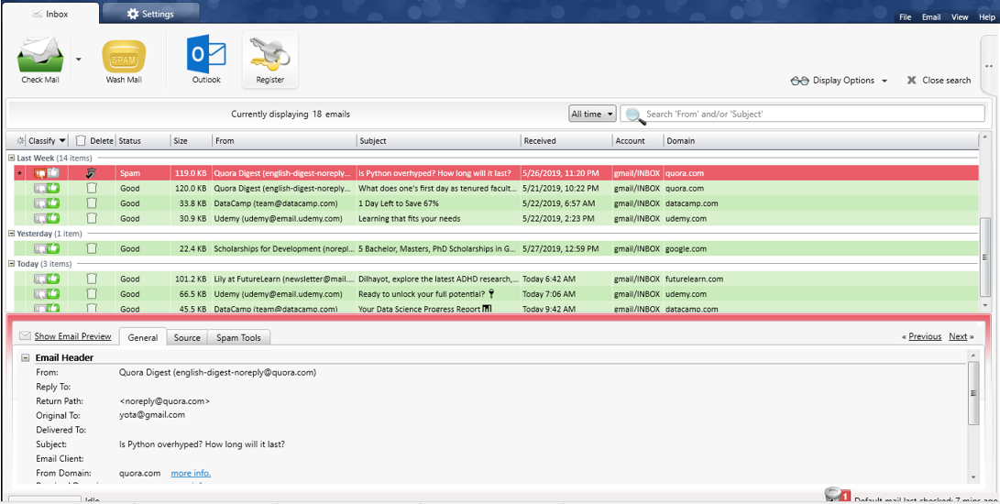 Inbox
Settings
File Email View Help
Check Mail
SPAM
Wash Mail
Outlook
Register
Display Options
Close search
Currently displaying 18 emails
All time
Search 'From' and/or 'Subject'
Classify Delete Status Size From Subject Received Account Domain
Last Week (14 items)
* Spam 119.0 KB Quora Digest (english-digest-noreply... Is Python overhyped? How long will it last? 5/26/2019, 11:20 PM gmail/INBOX quora.com
Good 120.0 KB Quora Digest (english-digest-noreply... What does one's first day as tenured facult... 5/21/2019, 10:22 PM gmail/INBOX quora.com
Good 33.8 KB DataCamp (team@datacamp.com) 1 Day Left to Save 67% 5/22/2019, 6:57 AM gmail/INBOX datacamp.com
Good 30.9 KB Udemy (udemy@email.udemy.com) Learning that fits your needs 5/22/2019, 2:23 PM gmail/INBOX udemy.com
Yesterday (1 item)
Good 22.4 KB Scholarships for Development (norepl... 5 Bachelor, Masters, PhD Scholarships in G... 5/27/2019, 12:59 PM gmail/INBOX google.com
Today (3 items)
Good 101.2 KB Lily at FutureLearn (newsletter@mail.... Dilhayot, explore the latest ADHD research,... Today 6:42 AM gmail/INBOX futurelearn.com
Good 66.5 KB Udemy (udemy@email.udemy.com) Ready to unlock your full potential? Today 7:06 AM gmail/INBOX udemy.com
Good 45.5 KB DataCamp (team@datacamp.com) Your Data Science Progress Report Today 9:42 AM gmail/INBOX datacamp.com
Show Email Preview General Source Spam Tools « Previous Next »
Email Header
From: Quora Digest (english-digest-noreply@quora.com)
Reply To:
Return Path: <noreply@quora.com>
Original To: yota@gmail.com
Delivered To:
Subject: Is Python overhyped? How long will it last?
Email Client:
From Domain: quora.com more info.
Idle
1
Default mail last checked: 7 mins ago